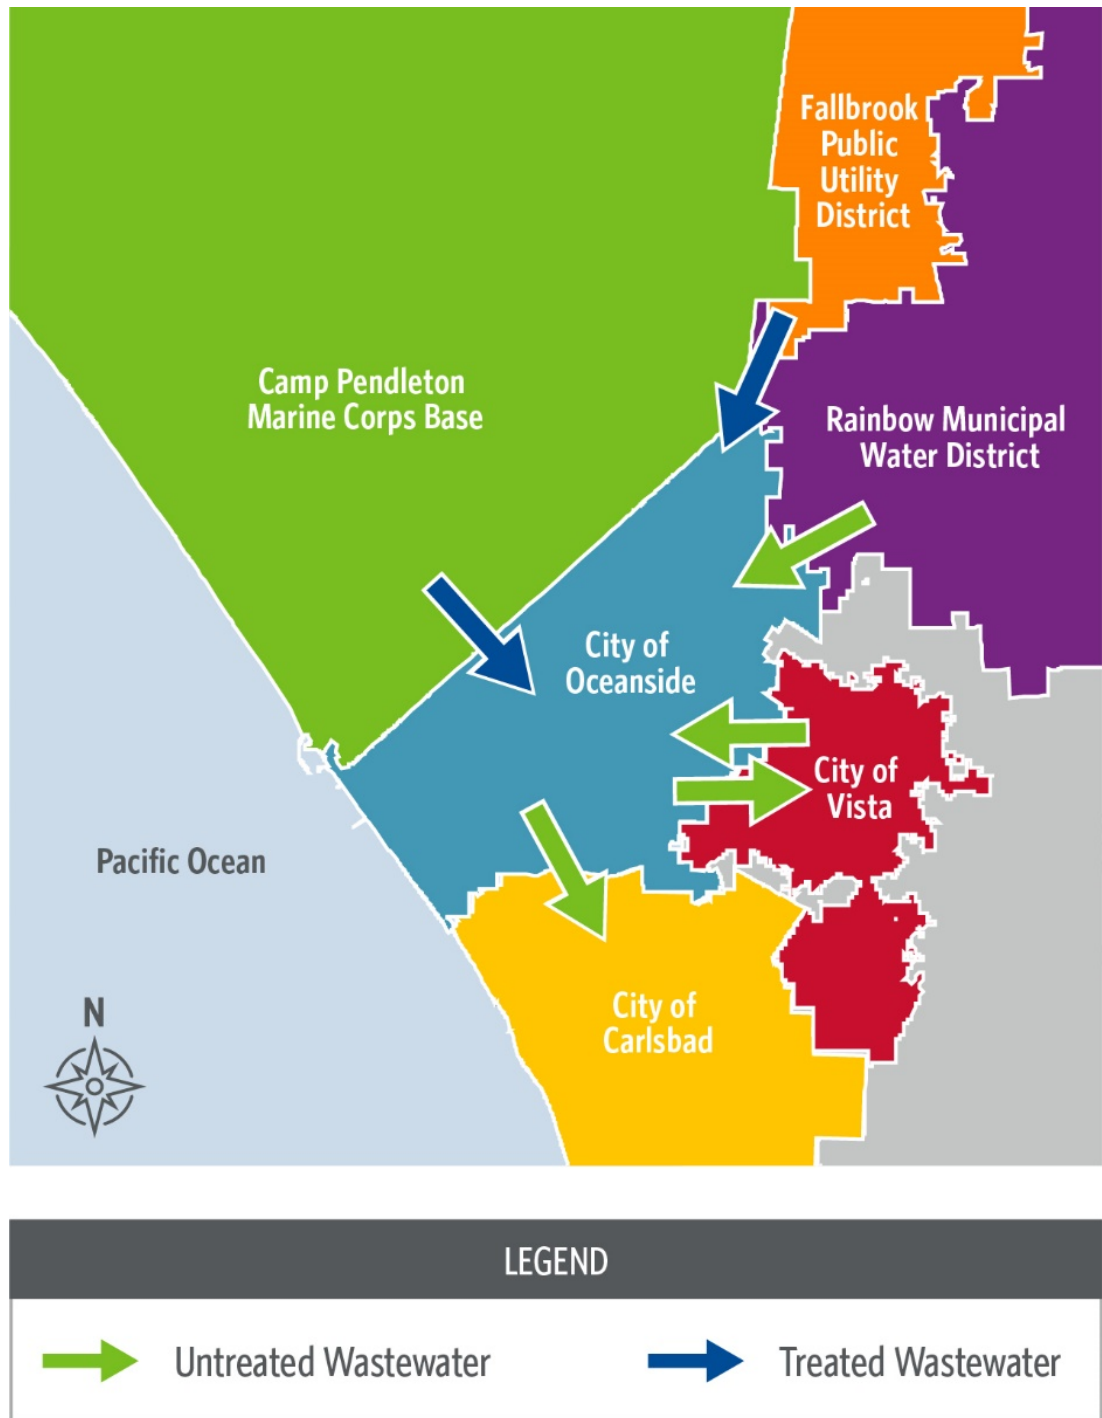 Fallbrook
Public
Utility
District
Camp Pendleton
Marine Corps Base
Rainbow Municipal
Water District
City of
Oceanside
City of
Vista
Pacific Ocean
City of
Carlsbad
N
LEGEND
Untreated Wastewater
Treated Wastewater